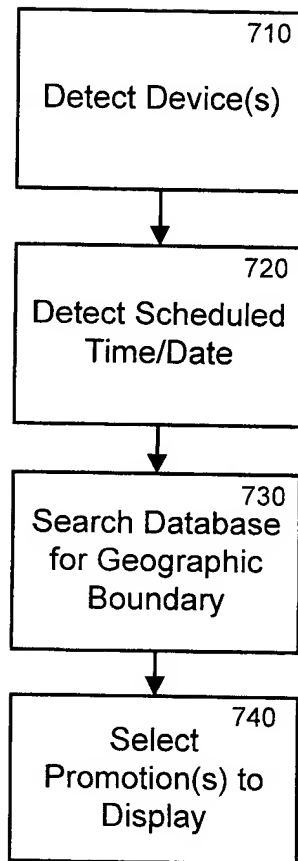 710
Detect Device(s)
720
Detect Scheduled
Time/Date
730
Search Database
for Geographic
Boundary
740
Select
Promotion(s) to
Display